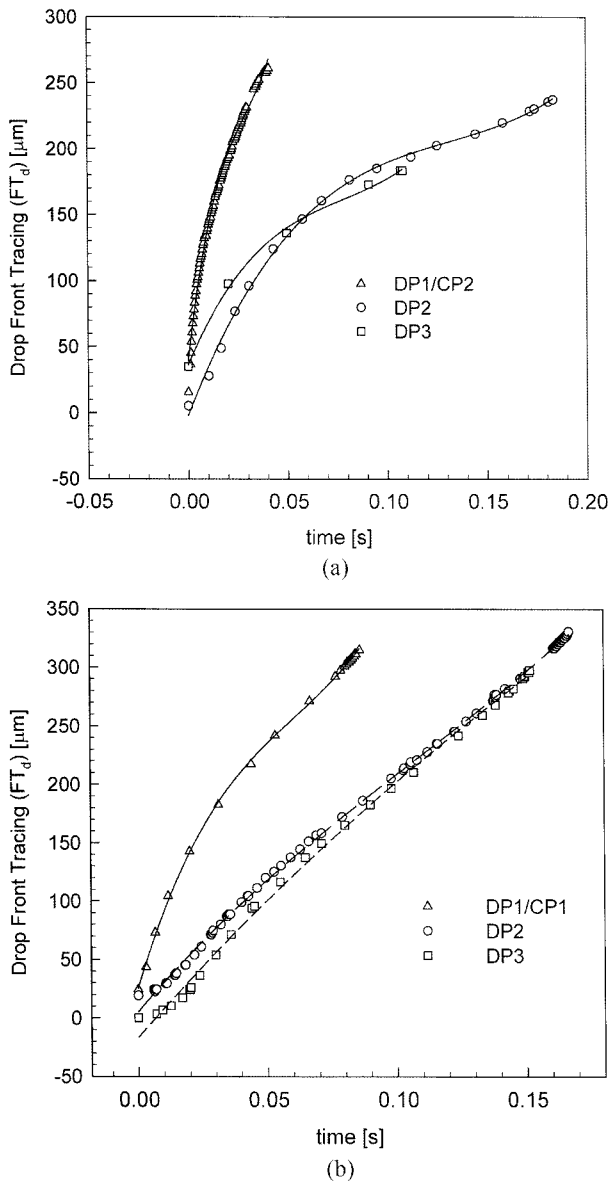 300
250
200
150
100
50
0
-50
Drop Front Tracing (FT_d) [μm]
DP1/CP2
DP2
DP3
-0.05 0.00 0.05 0.10 0.15 0.20
time [s]
(a)
350
300
250
200
150
100
50
0
-50
Drop Front Tracing (FT_d) [μm]
DP1/CP1
DP2
DP3
0.00 0.05 0.10 0.15
time [s]
(b)